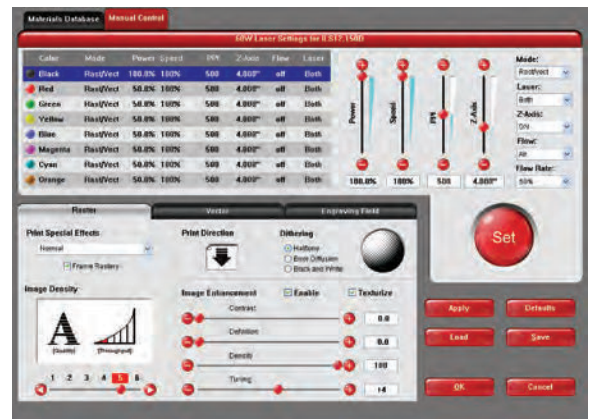 Materials Database Manual Control
60W Laser Settings for ILS12.150D
Color Mode Power Speed PPI Z-Axis Flow Laser
Black Rast/Vect 100.0% 100% 500 4.000" off Both
Red Rast/Vect 50.0% 100% 500 4.000" off Both
Green Rast/Vect 50.0% 100% 500 4.000" off Both
Yellow Rast/Vect 50.0% 100% 500 4.000" off Both
Blue Rast/Vect 50.0% 100% 500 4.000" off Both
Magenta Rast/Vect 50.0% 100% 500 4.000" off Both
Cyan Rast/Vect 50.0% 100% 500 4.000" off Both
Orange Rast/Vect 50.0% 100% 500 4.000" off Both
Power Speed PPI Z-Axis
100.0% 100% 500 4.000"
Mode:
Rast/Vect
Laser:
Both
Z-Axis:
Flow:
Flow Rate:
50%
Set
Raster Vector Engraving Field
Print Special Effects
Normal
Frame Rastery
Print Direction
Dithering
Halftone
Error Diffusion
Black and White
Image Density
A
(Quality) (Throughput)
1 2 3 4 5 6
Image Enhancement Enable Texturize
Contrast
0.0
Definition
0.0
Density
100
Tuning
14
Apply Defaults
Load Save
OK Cancel